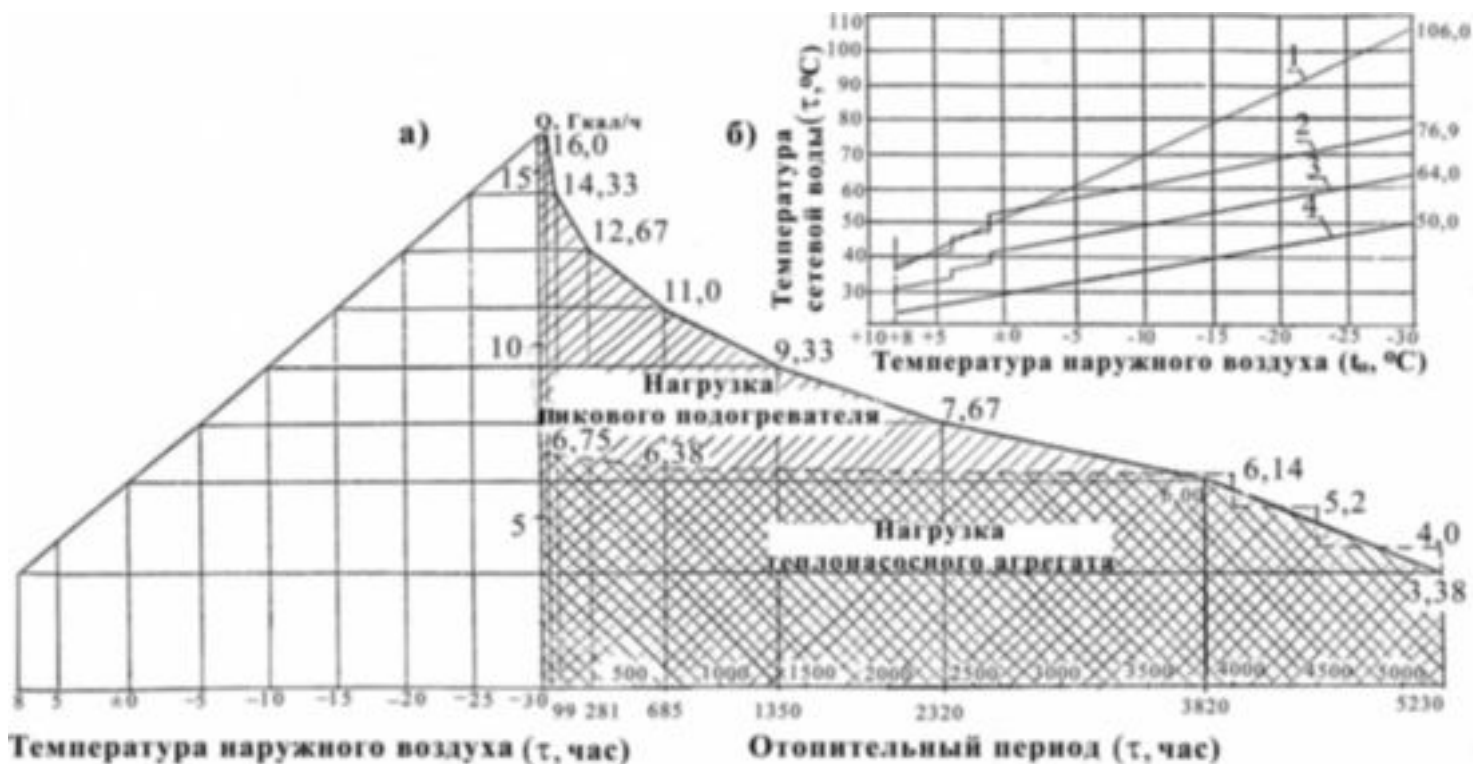 а)
Q, Гкал/ч
16,0
15
14,33
12,67
11,0
10
9,33
Нагрузка
пикового подогревателя
7,67
6,75
6,38
6,14
6,00
5,2
5
Нагрузка
теплонасосного агрегата
4,0
3,38
500 1000 1500 2000 2500 3000 3500 4000 4500 5000
8 5 ±0 -5 -10 -15 -20 -25 -30
99 281 685 1350 2320 3820 5230
Температура наружного воздуха (τ, час)
Отопительный период (τ, час)
б)
Температура
сетевой воды (τ, °С)
110
100
90
80
70
60
50
40
30
1
2
3
4
106,0
76,9
64,0
50,0
+10 +8 +5 ±0 -5 -10 -15 -20 -25 -30
Температура наружного воздуха (tн, °С)